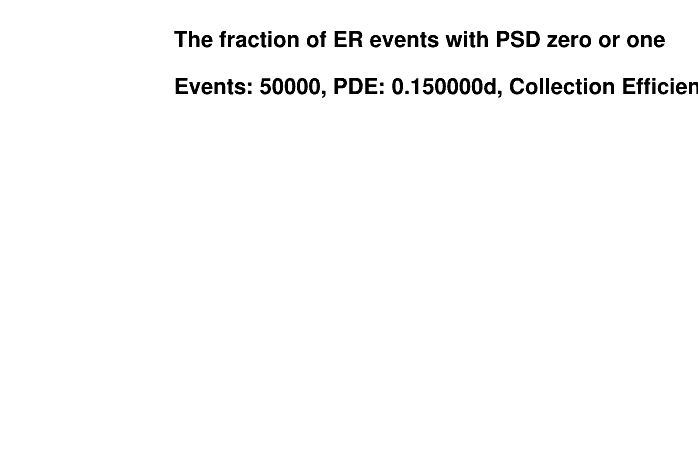 The fraction of ER events with PSD zero or one
Events: 50000, PDE: 0.150000d, Collection Efficien